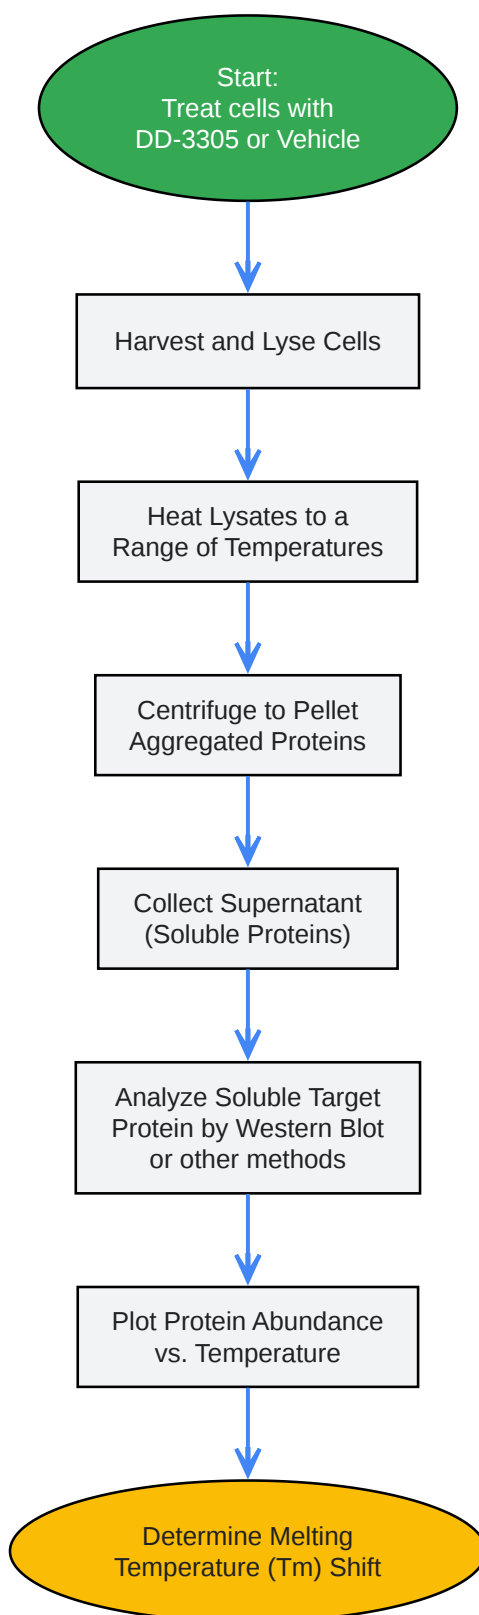 Start:
Treat cells with
DD-3305 or Vehicle
Harvest and Lyse Cells
Heat Lysates to a
Range of Temperatures
Centrifuge to Pellet
Aggregated Proteins
Collect Supernatant
(Soluble Proteins)
Analyze Soluble Target
Protein by Western Blot
or other methods
Plot Protein Abundance
vs. Temperature
Determine Melting
Temperature (Tm) Shift